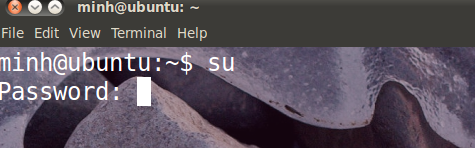 minh@ubuntu: ~
File Edit View Terminal Help
minh@ubuntu:~$ su
Password: